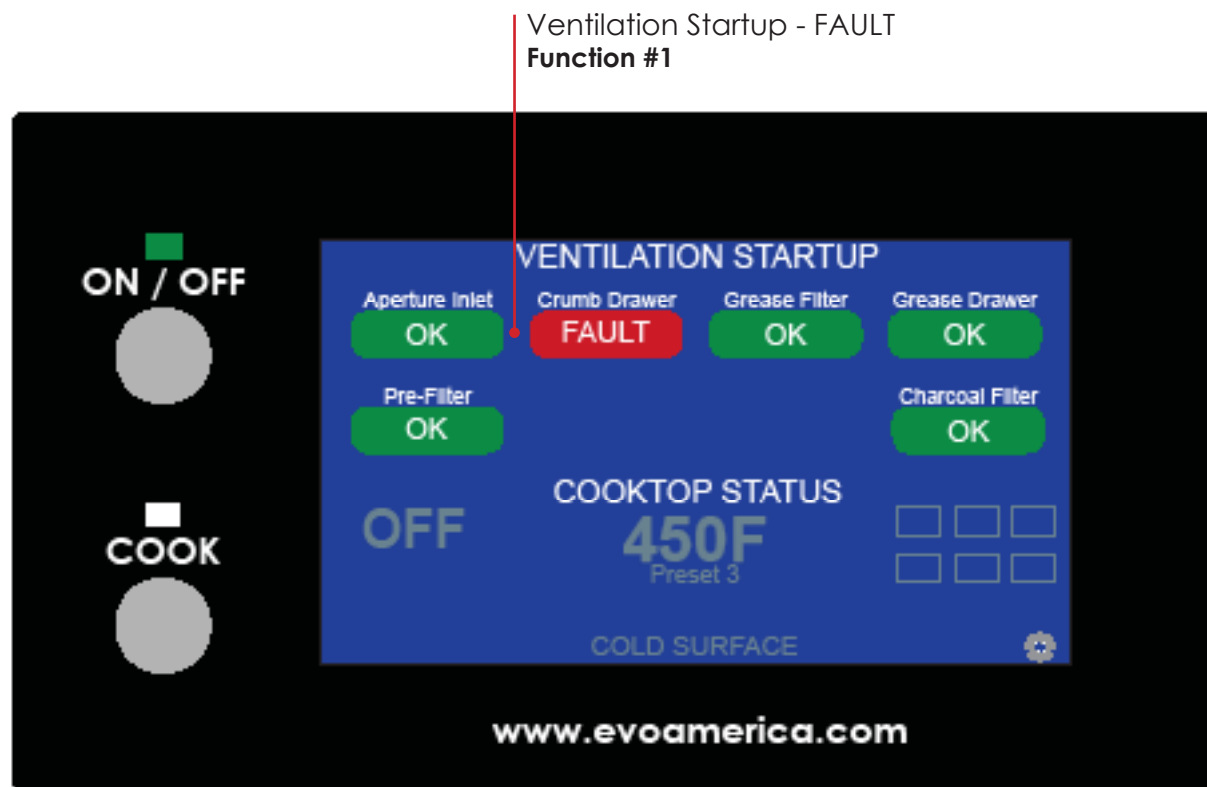 Ventilation Startup - FAULT
Function #1
VENTILATION STARTUP
ON / OFF
Aperture Inlet Crumb Drawer Grease Filter Grease Drawer
OK FAULT OK OK
Pre-Filter Charcoal Filter
OK OK
COOKTOP STATUS
OFF 450F
Preset 3
COOK
COLD SURFACE
www.evoamerica.com